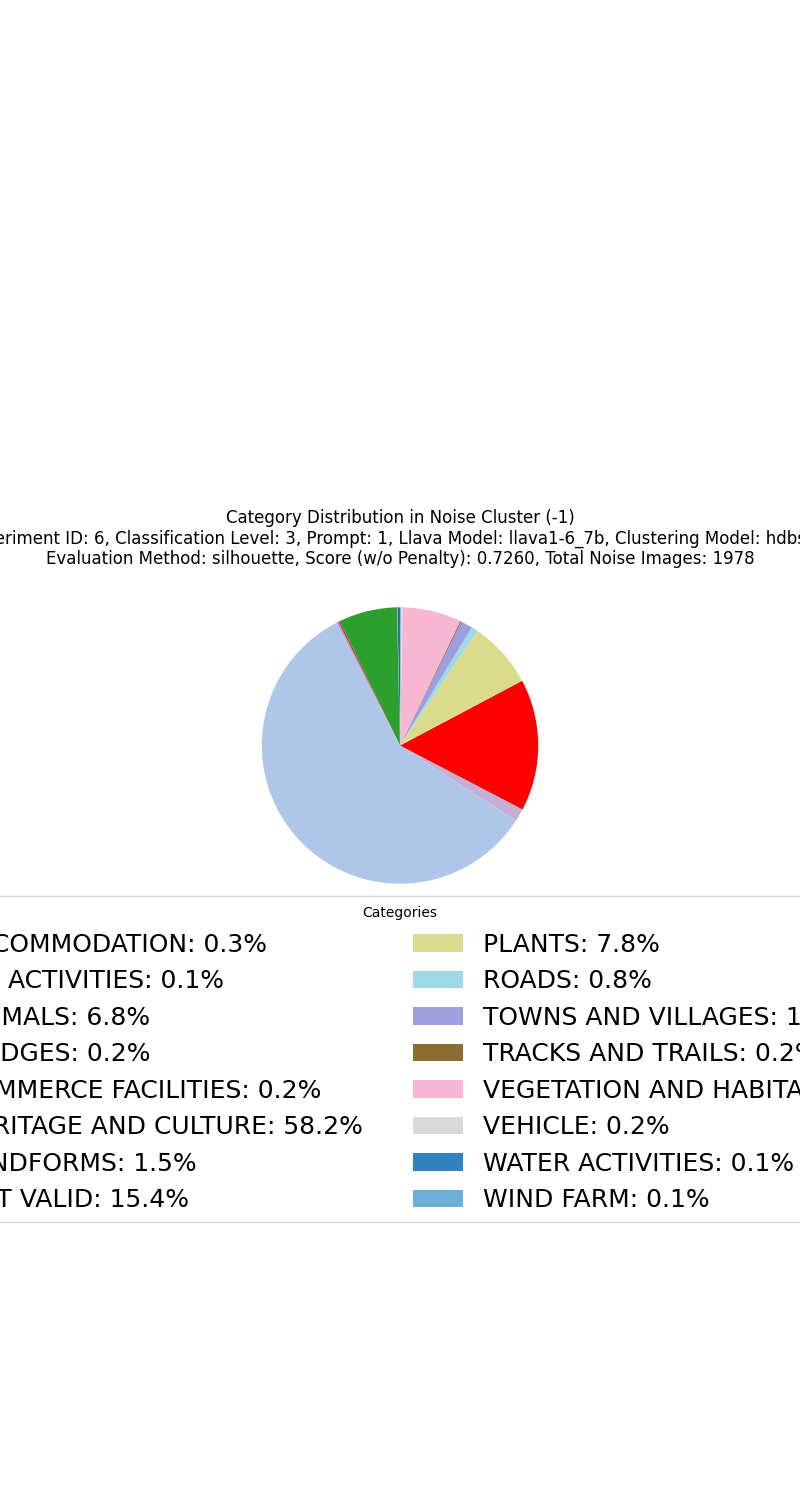 Category Distribution in Noise Cluster (-1)
eriment ID: 6, Classification Level: 3, Prompt: 1, Llava Model: llava1-6_7b, Clustering Model: hdbs
Evaluation Method: silhouette, Score (w/o Penalty): 0.7260, Total Noise Images: 1978
Categories
COMMODATION: 0.3%
ACTIVITIES: 0.1%
MALS: 6.8%
DGES: 0.2%
MMERCE FACILITIES: 0.2%
RITAGE AND CULTURE: 58.2%
NDFORMS: 1.5%
T VALID: 15.4%
PLANTS: 7.8%
ROADS: 0.8%
TOWNS AND VILLAGES: 1
TRACKS AND TRAILS: 0.2%
VEGETATION AND HABITA
VEHICLE: 0.2%
WATER ACTIVITIES: 0.1%
WIND FARM: 0.1%